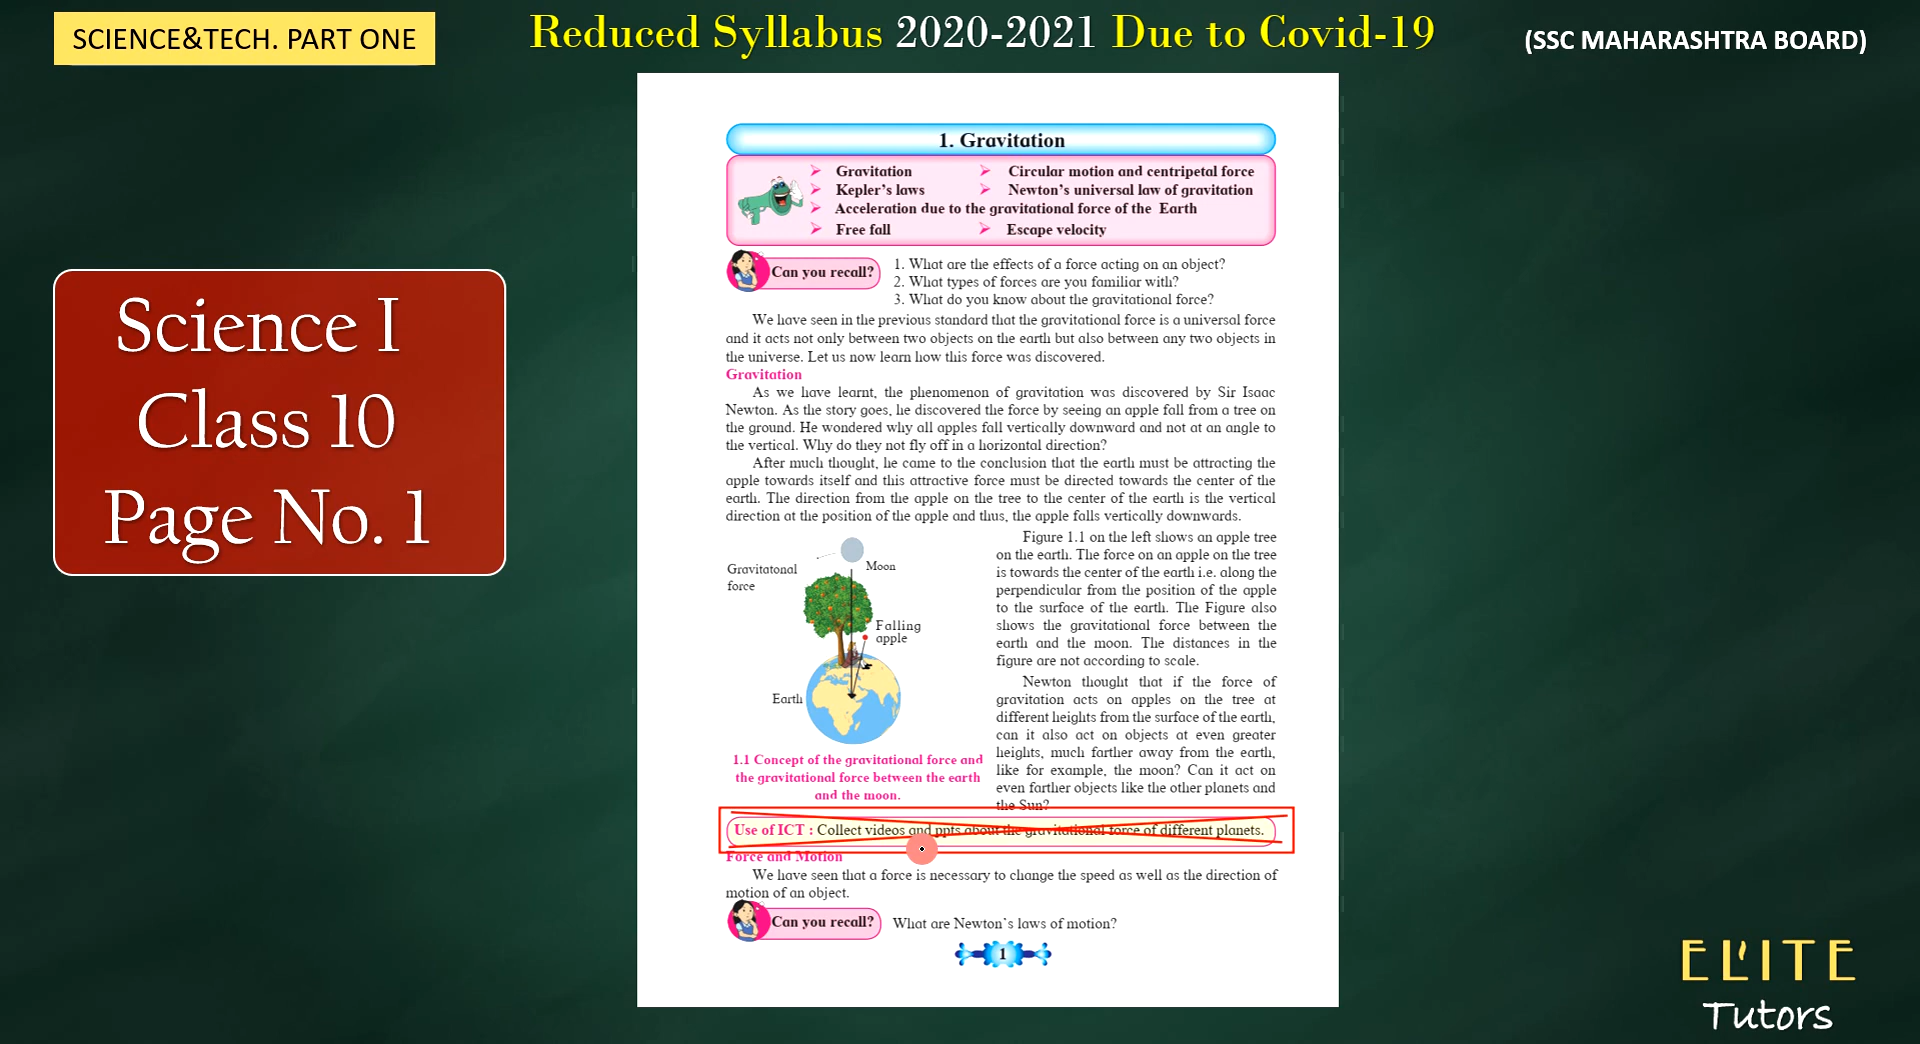 SCIENCE&TECH. PART ONE
Reduced Syllabus 2020-2021 Due to Covid-19
(SSC MAHARASHTRA BOARD)
Science I
Class 10
Page No. 1
1. Gravitation
Gravitation
Circular motion and centripetal force
Kepler's laws
Newton's universal law of gravitation
Acceleration due to the gravitational force of the Earth
Free fall
Escape velocity
Can you recall?
1. What are the effects of a force acting on an object?
2. What types of forces are you familiar with?
3. What do you know about the gravitational force?
We have seen in the previous standard that the gravitational force is a universal force
and it acts not only between two objects on the earth but also between any two objects in
the universe. Let us now learn how this force was discovered.
Gravitation
As we have learnt, the phenomenon of gravitation was discovered by Sir Isaac
Newton. As the story goes, he discovered the force by seeing an apple fall from a tree on
the ground. He wondered why all apples fall vertically downward and not at an angle to
the vertical. Why do they not fly off in a horizontal direction?
After much thought, he came to the conclusion that the earth must be attracting the
apple towards itself and this attractive force must be directed towards the center of the
earth. The direction from the apple on the tree to the center of the earth is the vertical
direction at the position of the apple and thus, the apple falls vertically downwards.
Gravitatonal
force
Moon
Falling
apple
Earth
1.1 Concept of the gravitational force and
the gravitational force between the earth
and the moon.
Figure 1.1 on the left shows an apple tree
on the earth. The force on an apple on the tree
is towards the center of the earth i.e. along the
perpendicular from the position of the apple
to the surface of the earth. The Figure also
shows the gravitational force between the
earth and the moon. The distances in the
figure are not according to scale.
Newton thought that if the force of
gravitation acts on apples on the tree at
different heights from the surface of the earth,
can it also act on objects at even greater
heights, much farther away from the earth,
like for example, the moon? Can it act on
even farther objects like the other planets and
the Sun?
Use of ICT : Collect videos and ppts about the gravitational force of different planets.
Force and Motion
We have seen that a force is necessary to change the speed as well as the direction of
motion of an object.
Can you recall?
What are Newton's laws of motion?
1
ELITE
Tutors